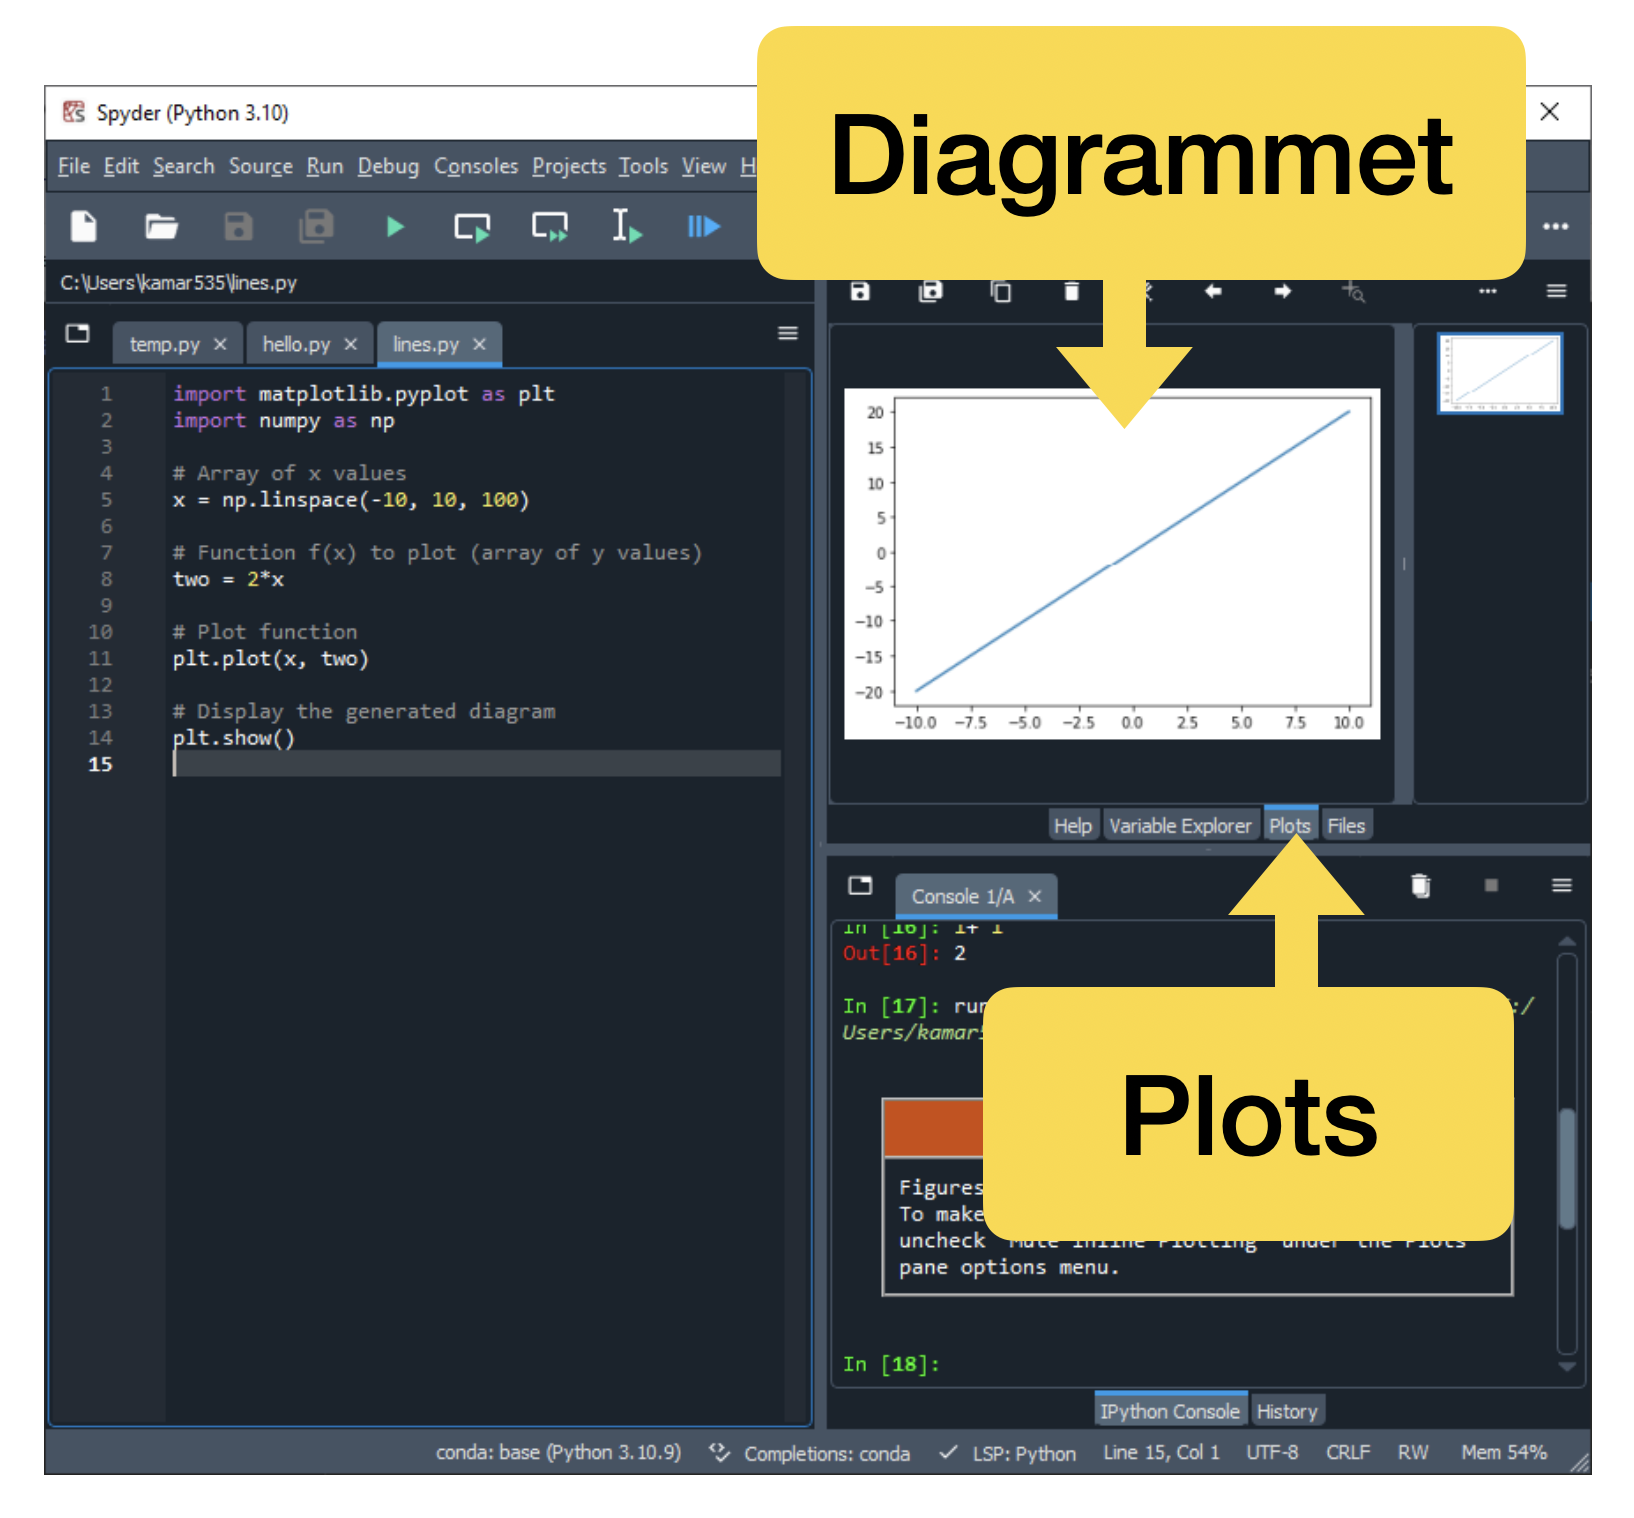 Diagrammet
Spyder (Python 3.10)
File Edit Search Source Run Debug Consoles Projects Tools View H
C:\Users\kamar535\lines.py
temp.py
hello.py
lines.py
1 import matplotlib.pyplot as plt
2 import numpy as np
3
4 # Array of x values
5 x = np.linspace(-10, 10, 100)
6
7 # Function f(x) to plot (array of y values)
8 two = 2*x
9
10 # Plot function
11 plt.plot(x, two)
12
13 # Display the generated diagram
14 plt.show()
15
20
15
10
5
0
−5
−10
−15
−20
−10.0 −7.5 −5.0 −2.5 0.0 2.5 5.0 7.5 10.0
Help Variable Explorer Plots Files
Console 1/A
In [16]: 1+ 1
Out[16]: 2
In [17]: run :/
Users/kamar5
Plots
Figures
To make
uncheck "Mute Inline Plotting" under the Plots
pane options menu.
In [18]:
IPython Console History
conda: base (Python 3.10.9) Completions: conda LSP: Python Line 15, Col 1 UTF-8 CRLF RW Mem 54%